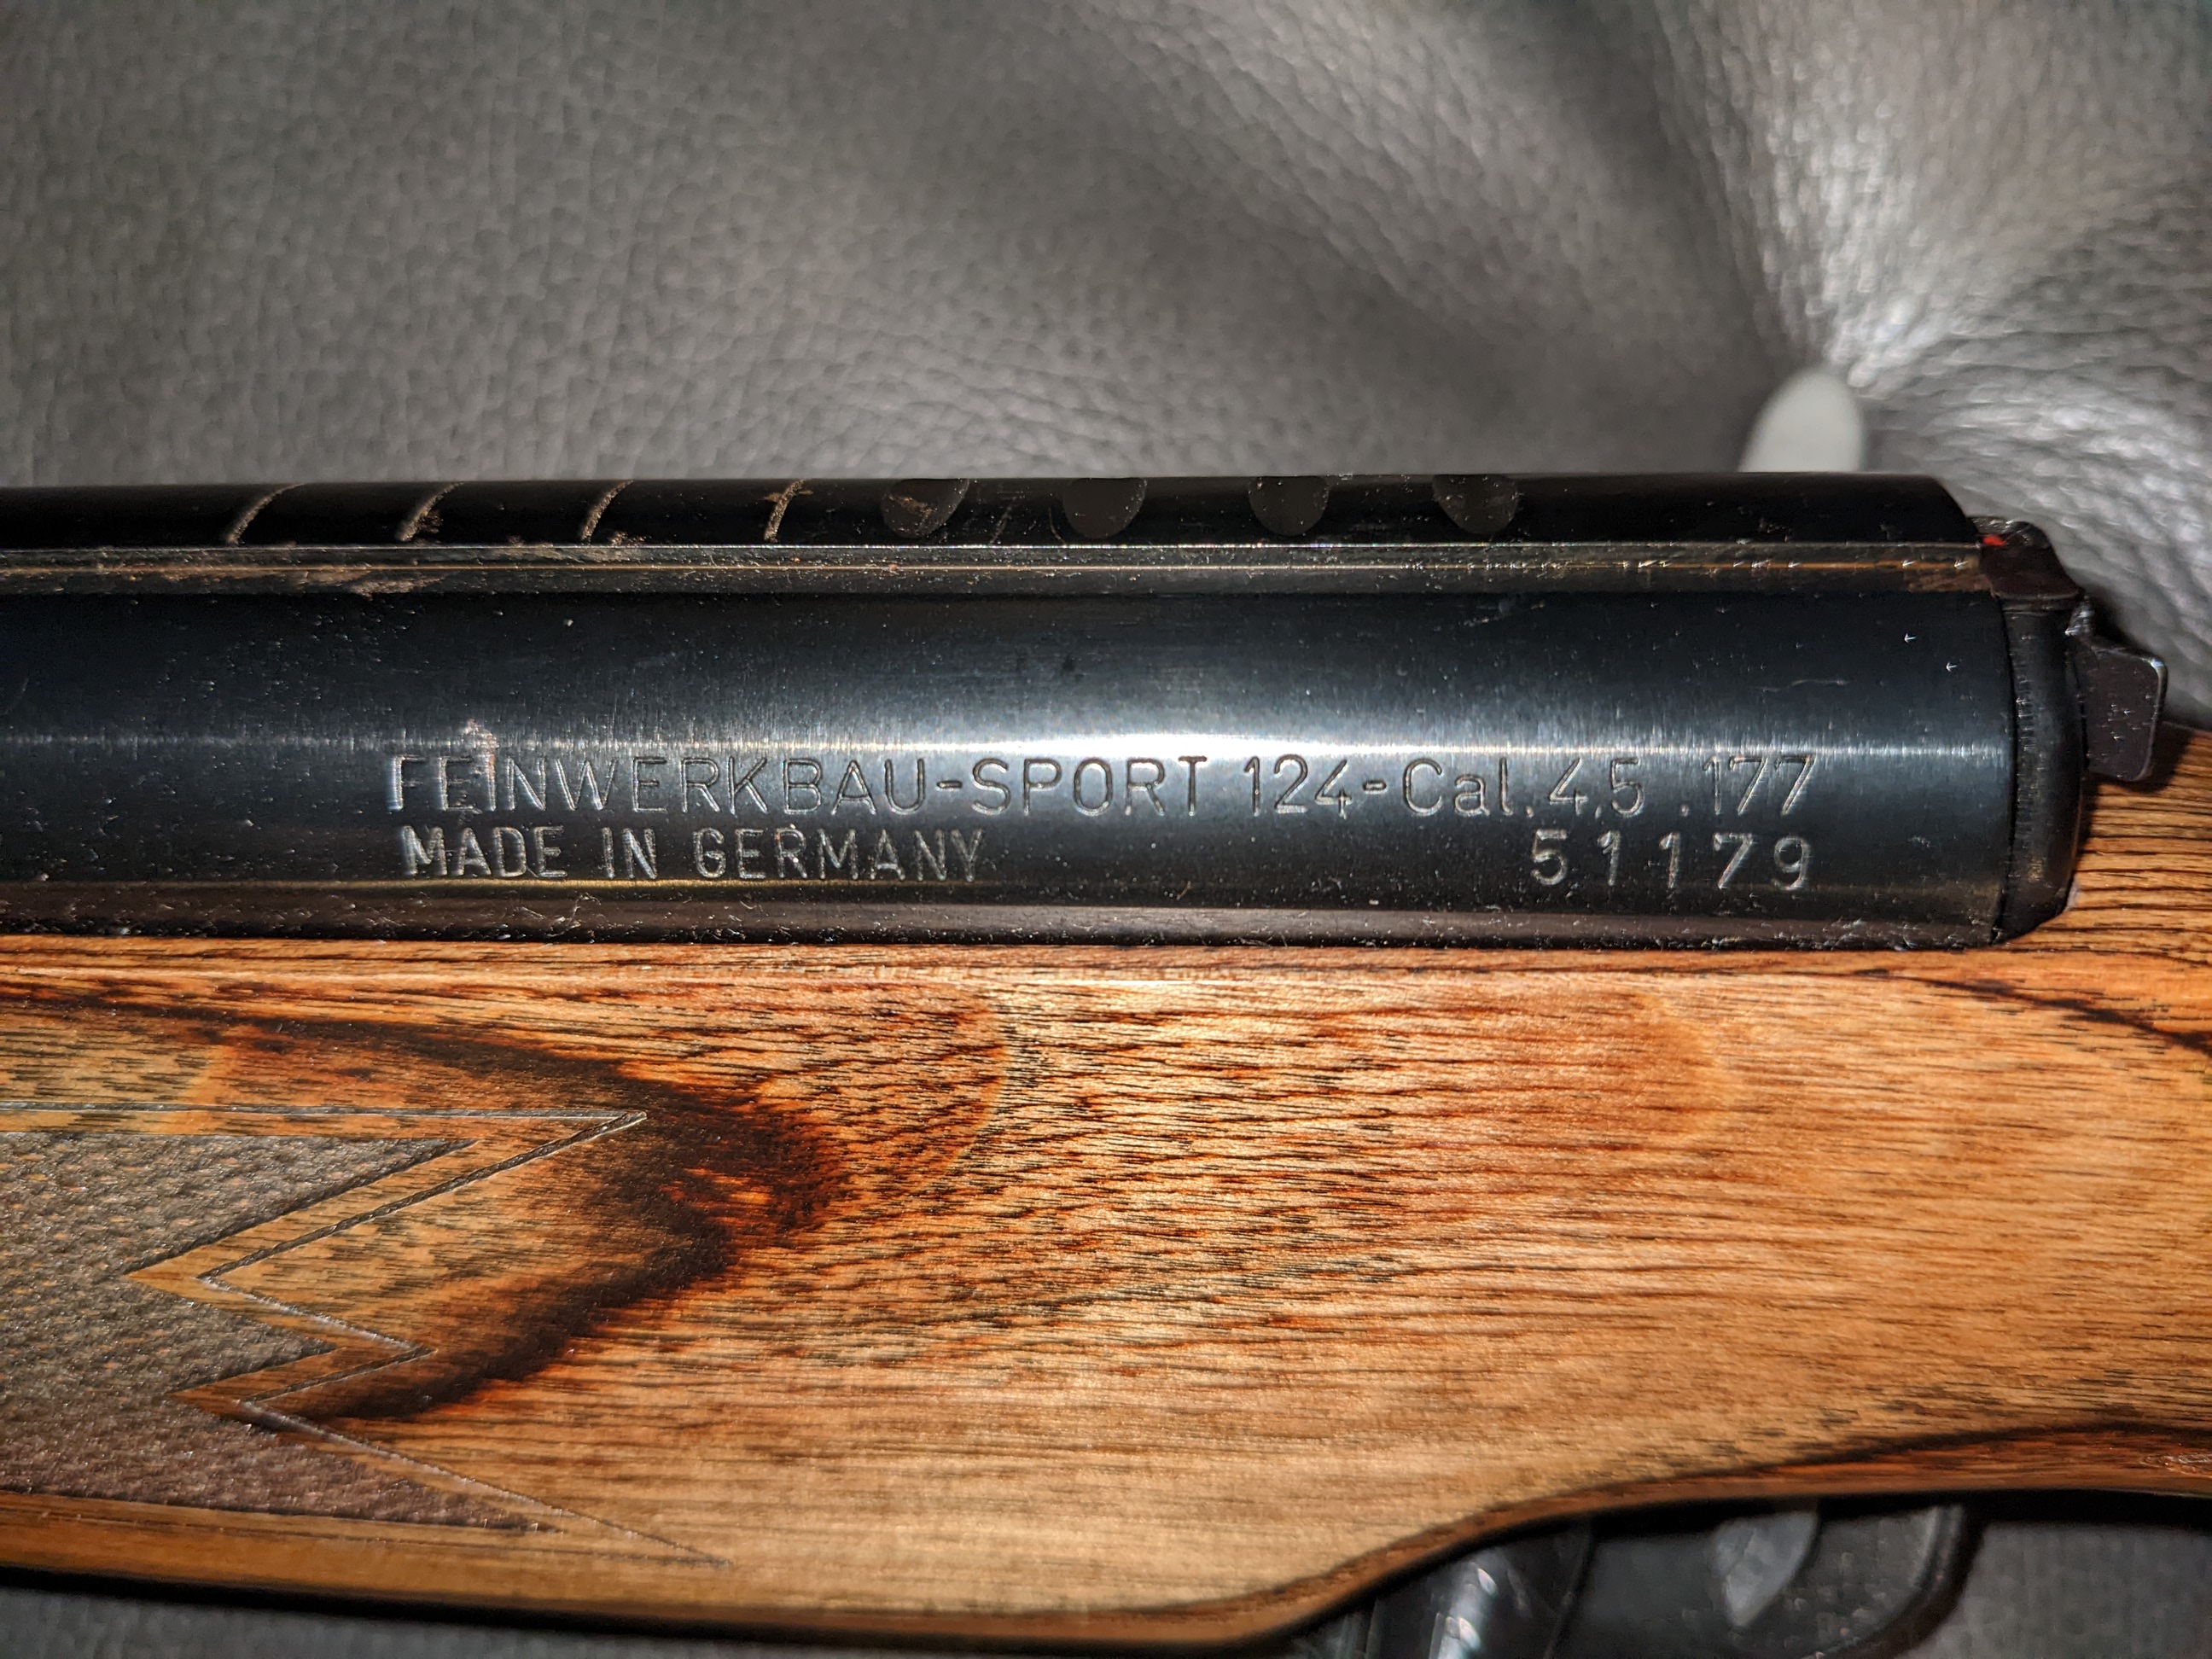 FEINWERKBAU-SPORT 124-Cal. 4,5 .177
MADE IN GERMANY 51179